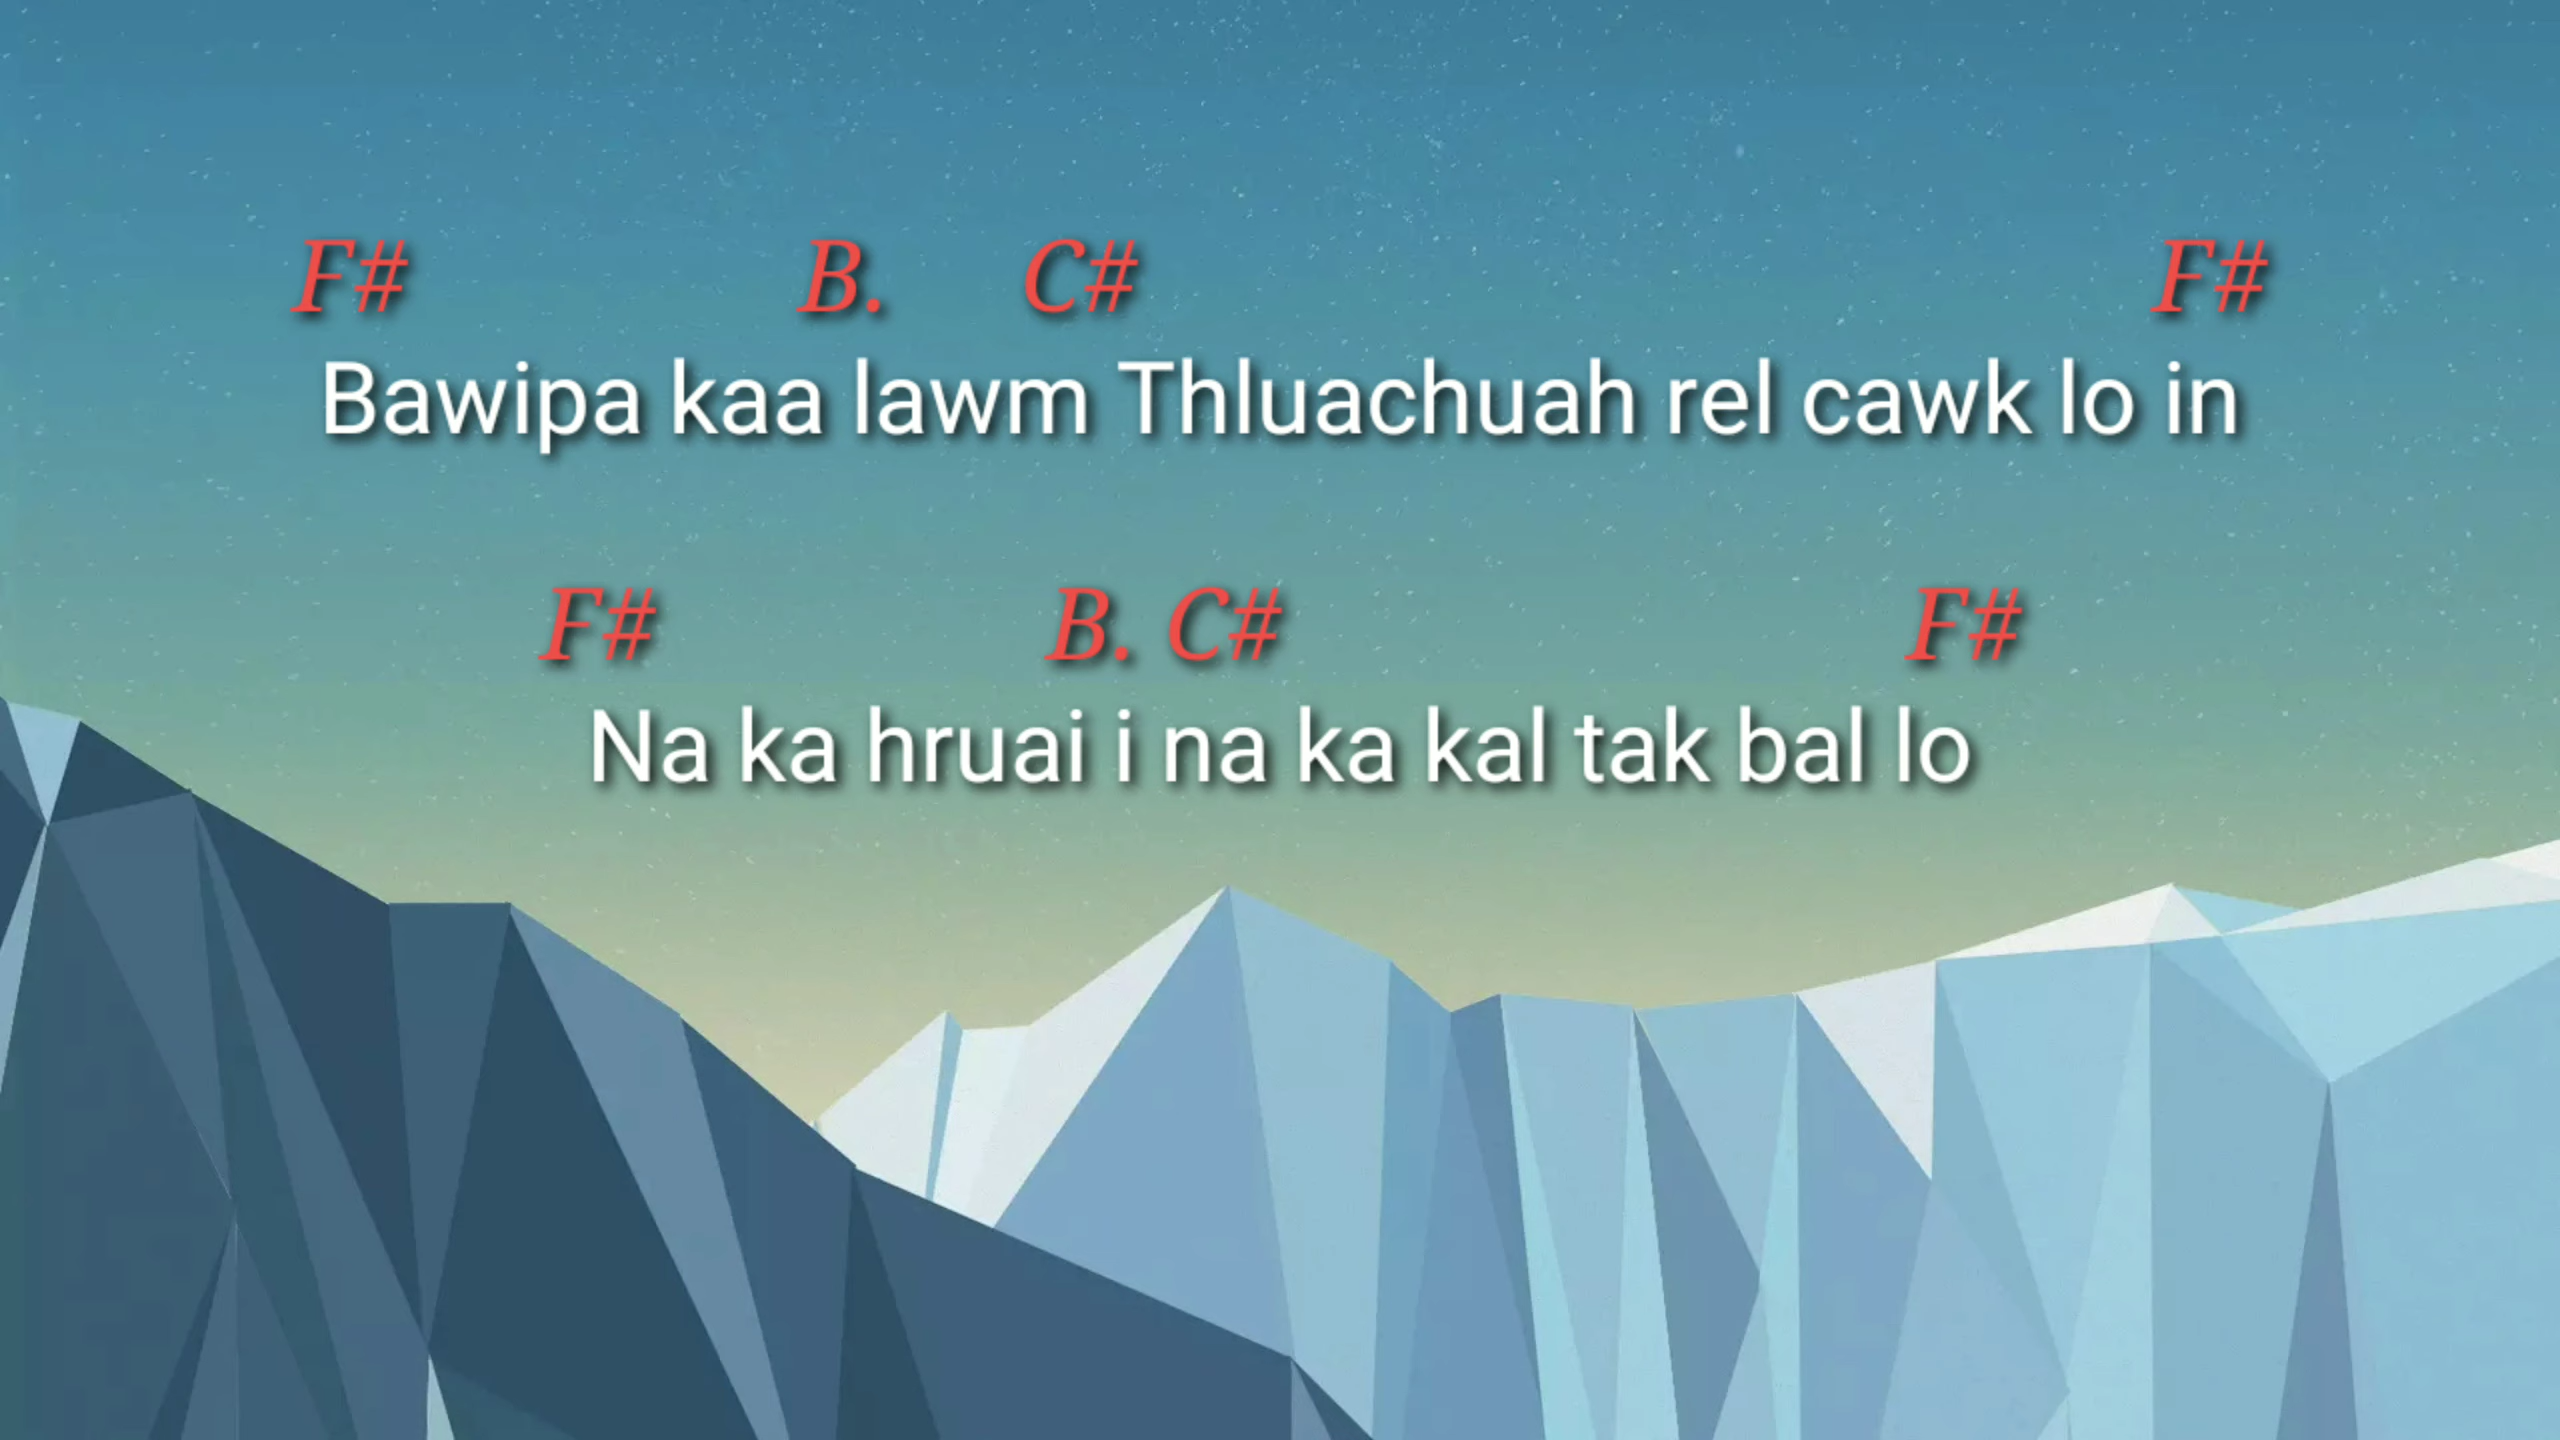 F# B. C# F#
Bawipa kaa lawm Thluachuah rel cawk lo in
F# B. C# F#
Na ka hruai i na ka kal tak bal lo